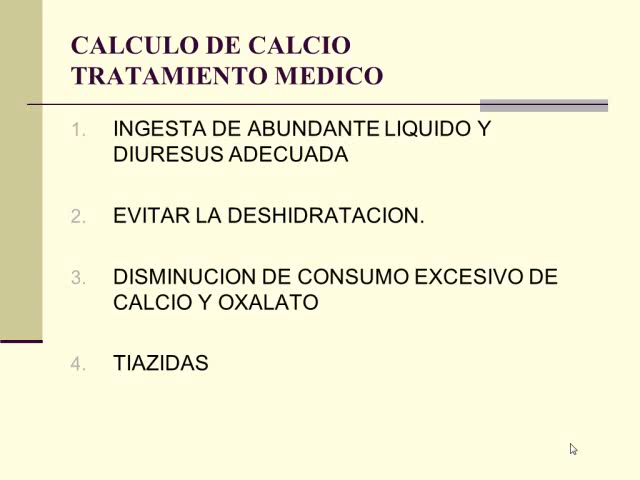 CALCULO DE CALCIO
TRATAMIENTO MEDICO
1. INGESTA DE ABUNDANTE LIQUIDO Y
DIURESUS ADECUADA
2. EVITAR LA DESHIDRATACION.
3. DISMINUCION DE CONSUMO EXCESIVO DE
CALCIO Y OXALATO
4. TIAZIDAS